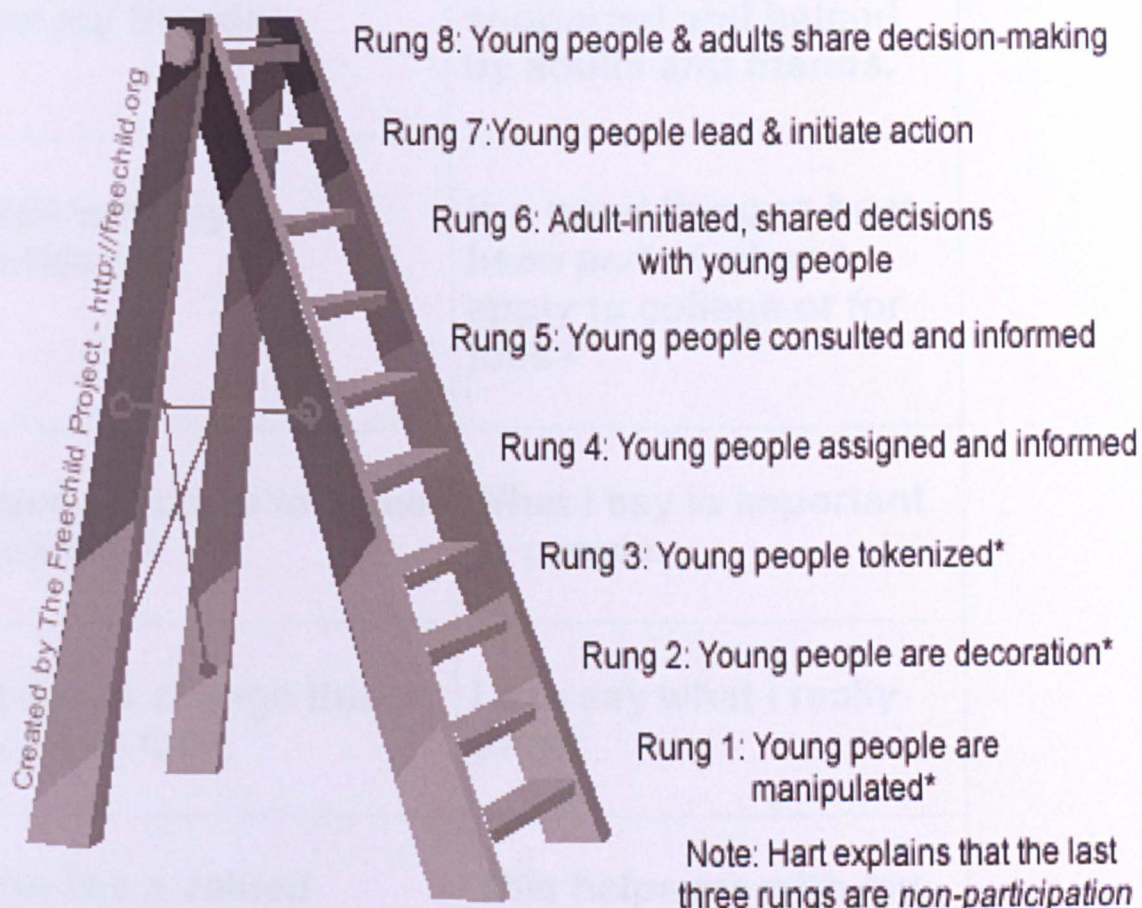 Rung 8: Young people & adults share decision-making
Rung 7:Young people lead & initiate action
Rung 6: Adult-initiated, shared decisions
with young people
Rung 5: Young people consulted and informed
Rung 4: Young people assigned and informed
Rung 3: Young people tokenized*
Rung 2: Young people are decoration*
Rung 1: Young people are
manipulated*
Note: Hart explains that the last
three rungs are non-participation
Created by The Freechild Project - http://freechild.org